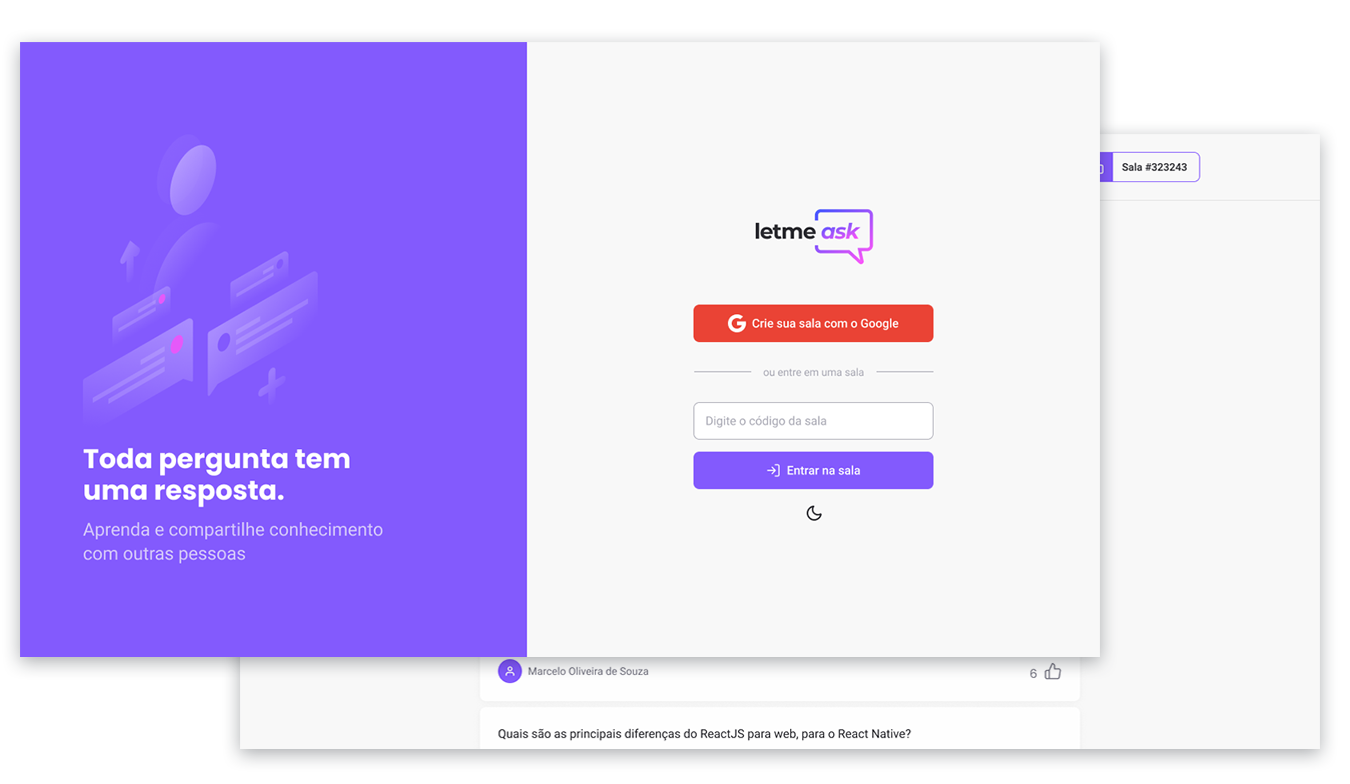 Toda pergunta tem
uma resposta.
Aprenda e compartilhe conhecimento
com outras pessoas
letme ask
Crie sua sala com o Google
ou entre em uma sala
Digite o código da sala
Entrar na sala
Sala #323243
Marcelo Oliveira de Souza
6
Quais são as principais diferenças do ReactJS para web, para o React Native?